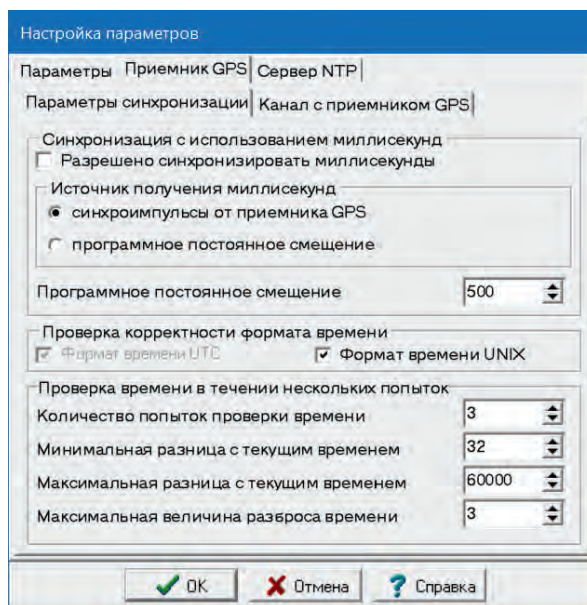 Настройка параметров
Параметры Приемник GPS Сервер NTP
Параметры синхронизации Канал с приемником GPS
Синхронизация с использованием миллисекунд
Разрешено синхронизировать миллисекунды
Источник получения миллисекунд
синхроимпульсы от приемника GPS
программное постоянное смещение
Программное постоянное смещение 500
Проверка корректности формата времени
Формат времени UTC Формат времени UNIX
Проверка времени в течении нескольких попыток
Количество попыток проверки времени 3
Минимальная разница с текущим временем 32
Максимальная разница с текущим временем 60000
Максимальная величина разброса времени 3
OK Отмена Справка